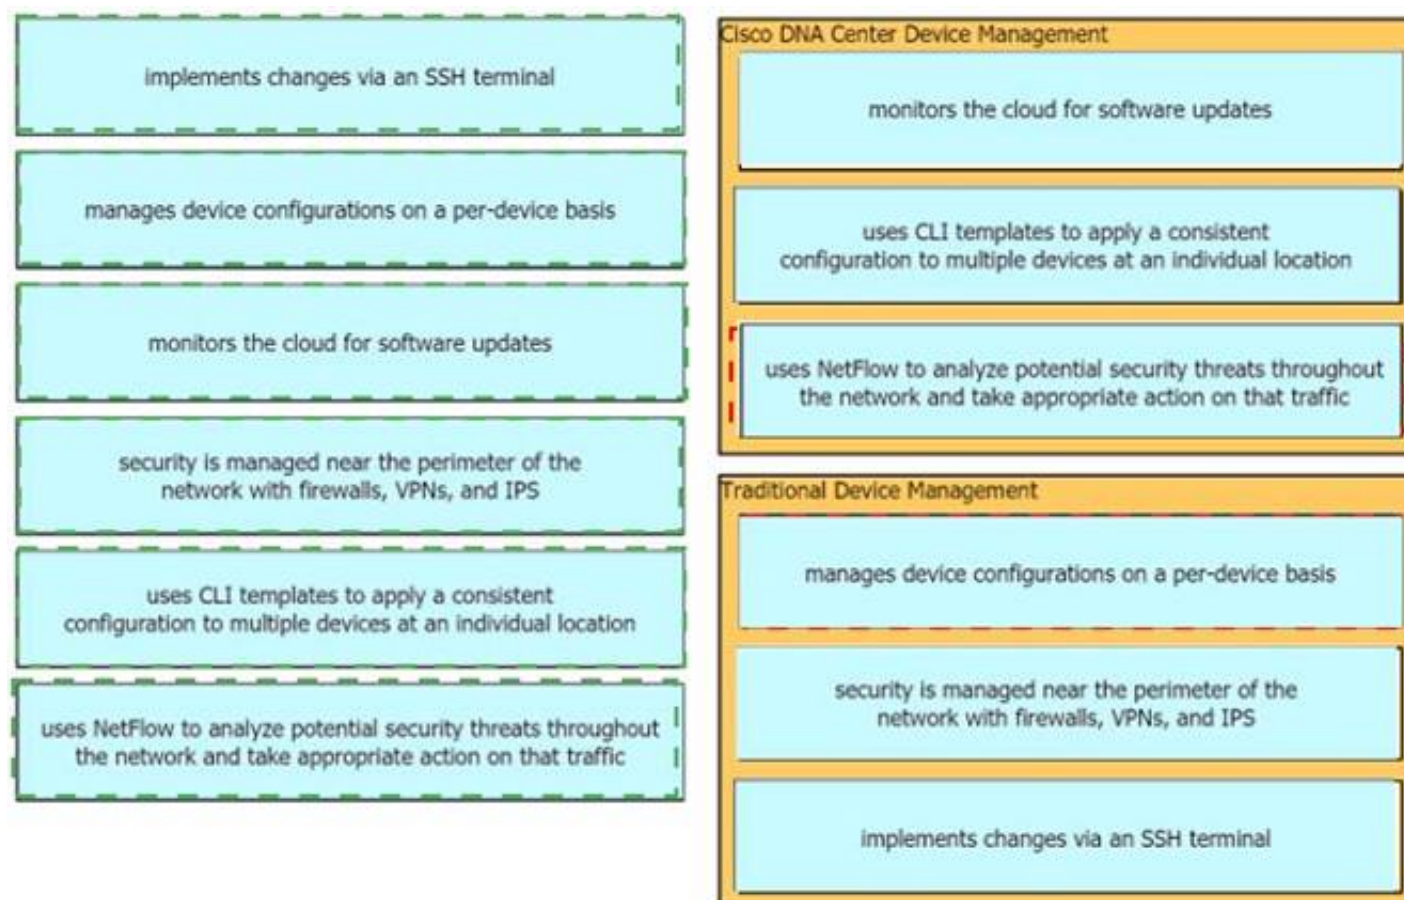 implements changes via an SSH terminal
manages device configurations on a per-device basis
monitors the cloud for software updates
security is managed near the perimeter of the
network with firewalls, VPNs, and IPS
uses CLI templates to apply a consistent
configuration to multiple devices at an individual location
uses NetFlow to analyze potential security threats throughout
the network and take appropriate action on that traffic
Cisco DNA Center Device Management
monitors the cloud for software updates
uses CLI templates to apply a consistent
configuration to multiple devices at an individual location
uses NetFlow to analyze potential security threats throughout
the network and take appropriate action on that traffic
Traditional Device Management
manages device configurations on a per-device basis
security is managed near the perimeter of the
network with firewalls, VPNs, and IPS
implements changes via an SSH terminal